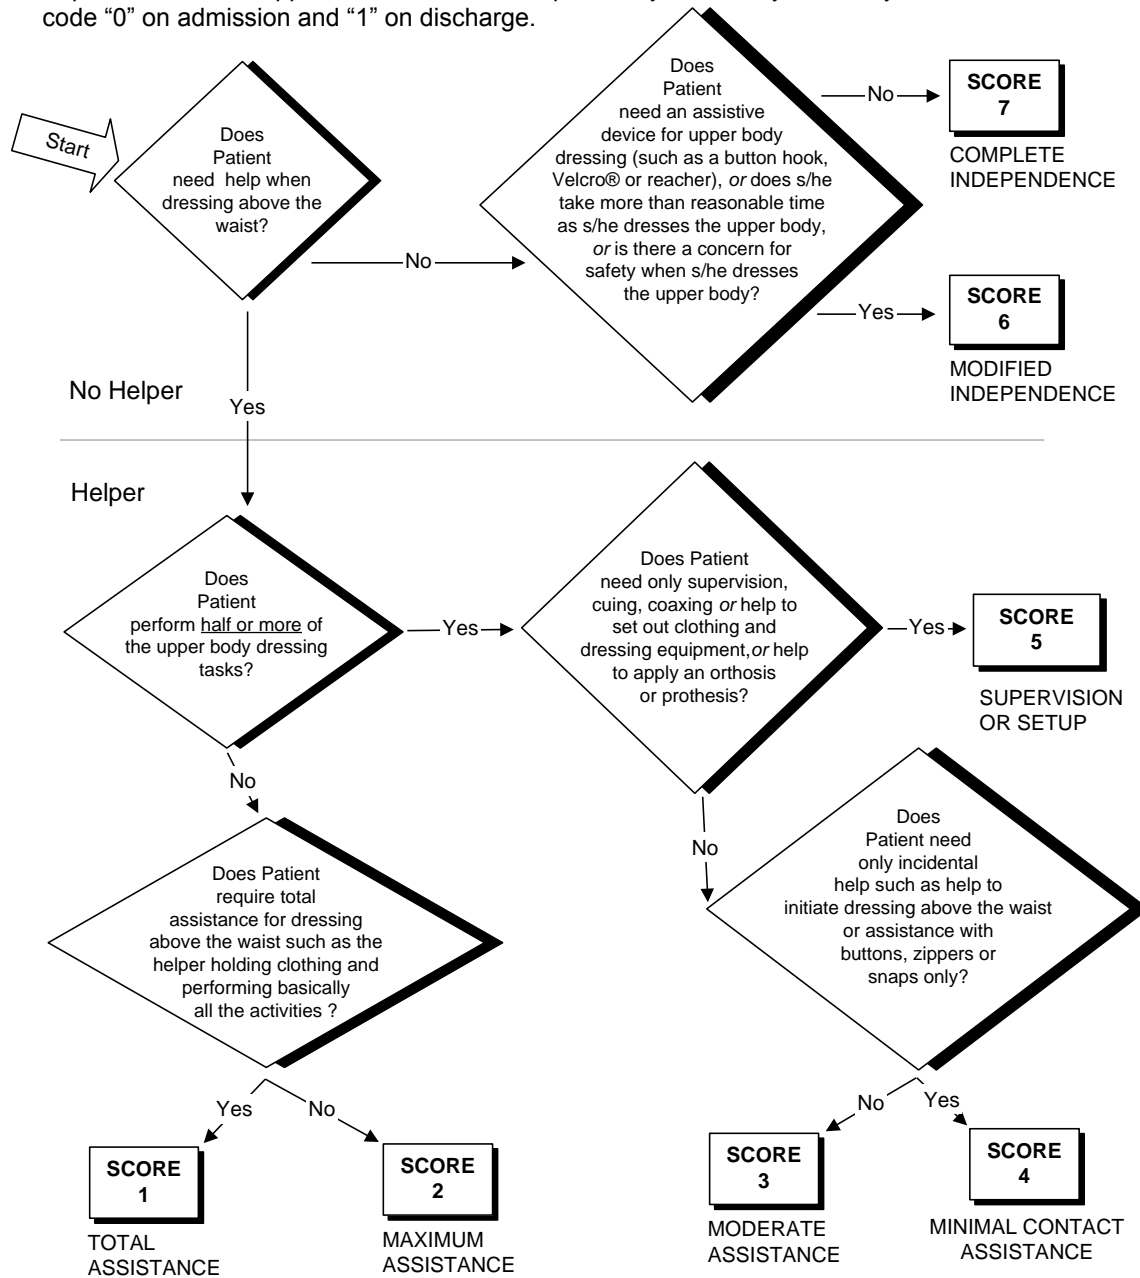 code “0” on admission and “1” on discharge.
Start
Does
Patient
need help when
dressing above the
waist?
No
Does
Patient
need an assistive
device for upper body
dressing (such as a button hook,
Velcro® or reacher), or does s/he
take more than reasonable time
as s/he dresses the upper body,
or is there a concern for
safety when s/he dresses
the upper body?
No
SCORE
7
COMPLETE
INDEPENDENCE
Yes
SCORE
6
MODIFIED
INDEPENDENCE
No Helper
Yes
Helper
Does
Patient
perform half or more of
the upper body dressing
tasks?
Yes
Does Patient
need only supervision,
cuing, coaxing or help to
set out clothing and
dressing equipment,or help
to apply an orthosis
or prothesis?
Yes
SCORE
5
SUPERVISION
OR SETUP
No
Does Patient
require total
assistance for dressing
above the waist such as the
helper holding clothing and
performing basically
all the activities ?
No
Does
Patient need
only incidental
help such as help to
initiate dressing above the waist
or assistance with
buttons, zippers or
snaps only?
Yes
No
No
Yes
SCORE
1
TOTAL
ASSISTANCE
SCORE
2
MAXIMUM
ASSISTANCE
SCORE
3
MODERATE
ASSISTANCE
SCORE
4
MINIMAL CONTACT
ASSISTANCE